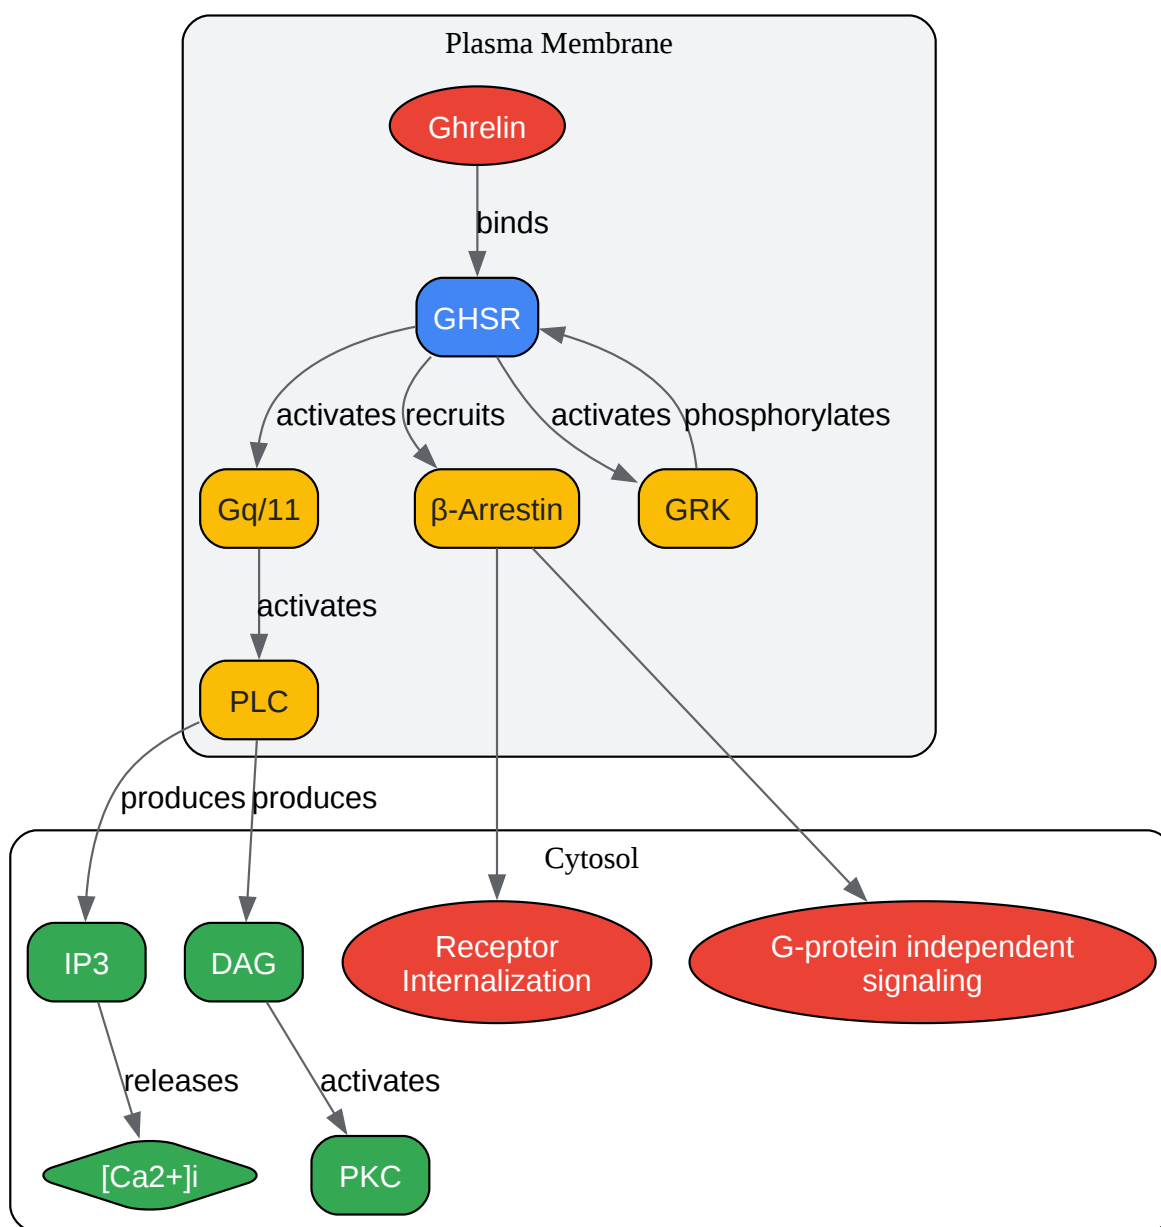 Plasma Membrane
Ghrelin
binds
GHSR
activates
recruits
activates
phosphorylates
Gq/11
β-Arrestin
GRK
activates
PLC
produces
produces
Cytosol
IP3
DAG
Receptor
Internalization
G-protein independent
signaling
releases
activates
[Ca2+]i
PKC